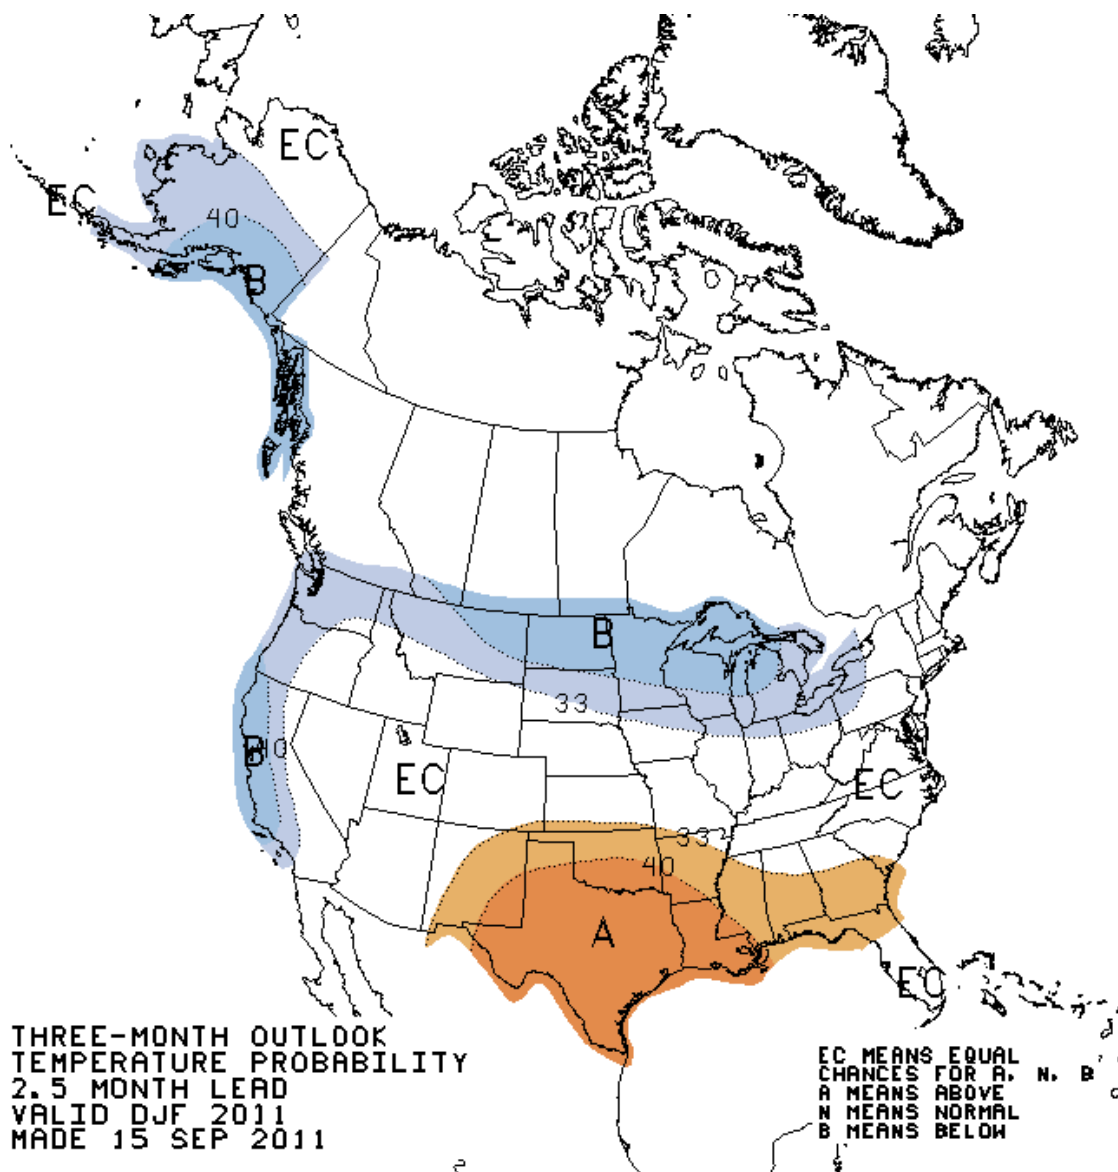 EC
EC
40
B
B
33
B
40
EC
EC
33
40
A
EC
THREE-MONTH OUTLOOK
TEMPERATURE PROBABILITY
2.5 MONTH LEAD
VALID DJF 2011
MADE 15 SEP 2011
EC MEANS EQUAL
CHANCES FOR A, N, B
A MEANS ABOVE
N MEANS NORMAL
B MEANS BELOW